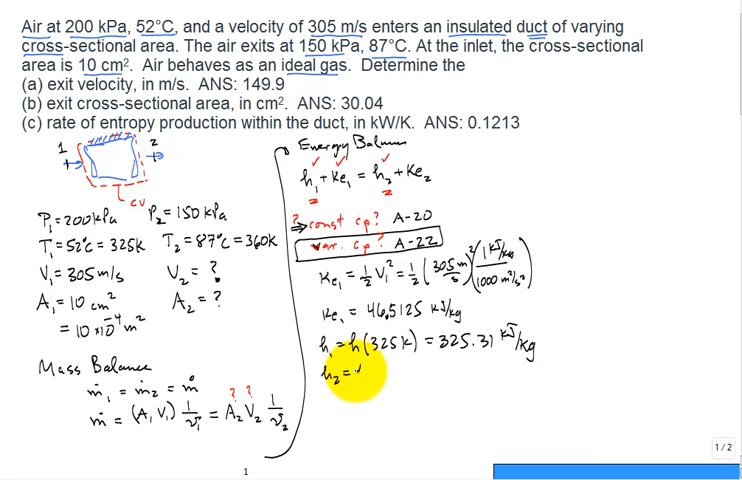 Air at 200 kPa, 52°C, and a velocity of 305 m/s enters an insulated duct of varying
cross-sectional area. The air exits at 150 kPa, 87°C. At the inlet, the cross-sectional
area is 10 cm². Air behaves as an ideal gas. Determine the
(a) exit velocity, in m/s. ANS: 149.9
(b) exit cross-sectional area, in cm². ANS: 30.04
(c) rate of entropy production within the duct, in kW/K. ANS: 0.1213
1 2
CV
P₁ = 200 kPa P₂ = 150 kPa
T₁ = 52°C = 325K T₂ = 87°C = 360K
V₁ = 305 m/s V₂ = ?
A₁ = 10 cm² A₂ = ?
= 10 × 10⁻⁴ m²
Mass Balance
ṁ₁ = ṁ₂ = ṁ
? ?
ṁ = (A₁V₁) 1/v₁ = A₂V₂ 1/v₂
Energy Balance
h₁ + ke₁ = h₂ + ke₂
? ⇒ const cp? A-20
var. cp? A-22
ke₁ = 1/2 V₁² = 1/2 (305 m/s)² (1 kJ/kg / 1000 m²/s²)
ke₁ = 46.5125 kJ/kg
h₁ = h(325K) = 325.31 kJ/kg
h₂ =
1 / 2
1